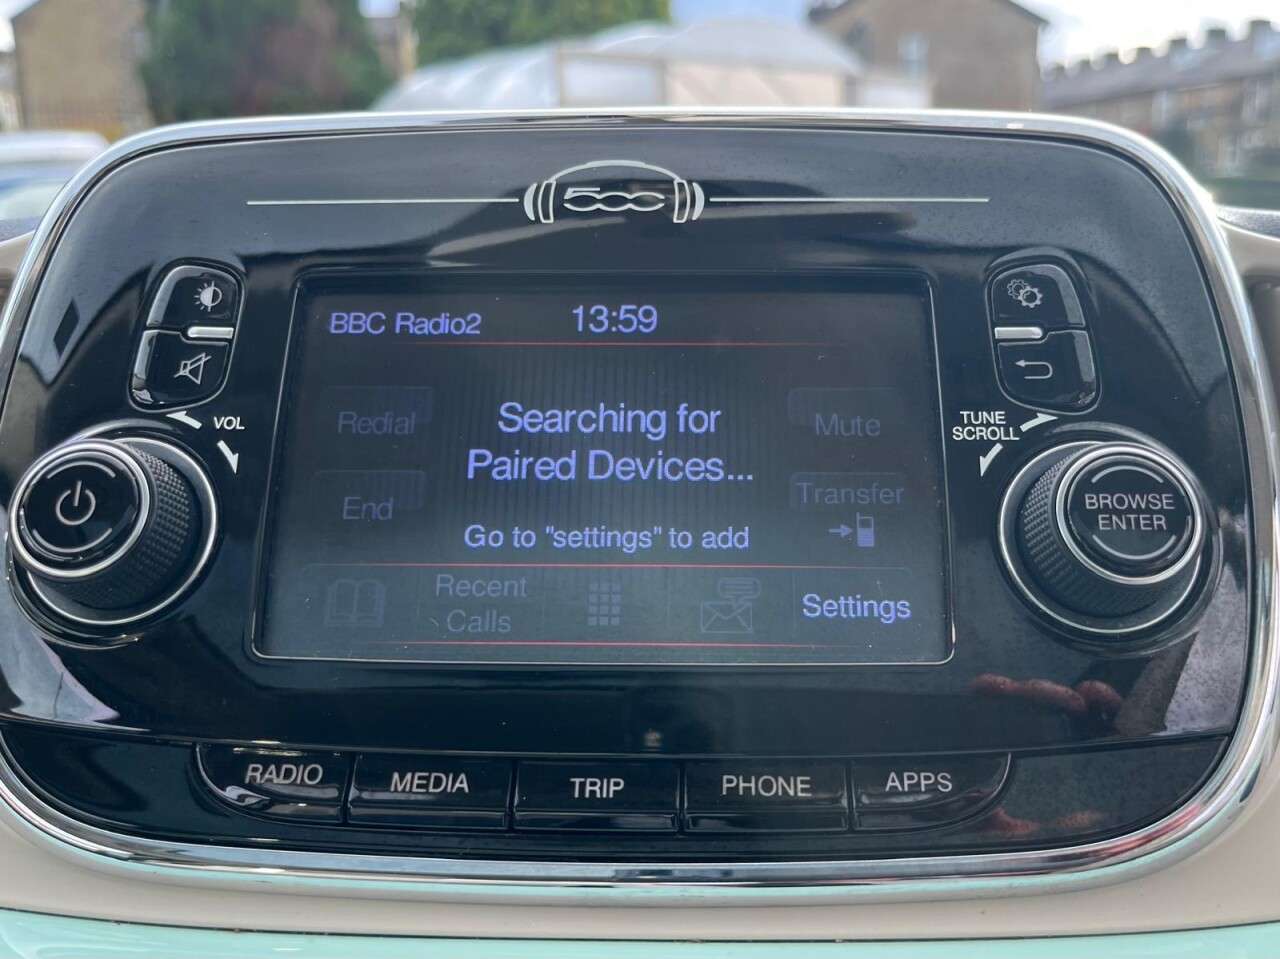 500
BBC Radio2 13:59
VOL
TUNE
SCROLL
Redial
Searching for
Paired Devices...
Mute
End
Transfer
Go to "settings" to add
BROWSE
ENTER
Recent
Calls
Settings
RADIO MEDIA TRIP PHONE APPS